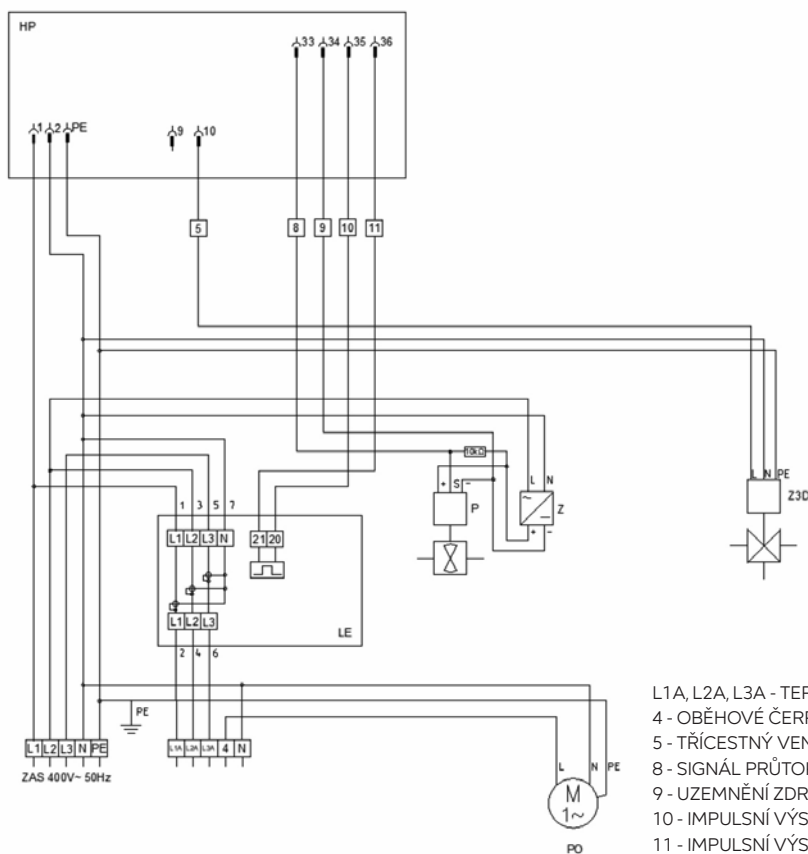 HP
33 34 35 36
1 2 PE 9 10
5 8 9 10 11
10kΩ
L N
L N PE
+ S -
P
~
Z
+ -
Z3D
1 3 5 7
L1 L2 L3 N
21 20
L1 L2 L3
LE
2 4 6
PE
L1 L2 L3 N PE
L1A L2A L3A 4 N
ZAS 400V~ 50Hz
L N PE
M
1~
PO
L1A, L2A, L3A - TEP
4 - OBĚHOVÉ ČERP
5 - TŘÍCESTNÝ VEN
8 - SIGNÁL PRŮTOK
9 - UZEMNĚNÍ ZDR
10 - IMPULSNÍ VÝS
11 - IMPULSNÍ VÝS